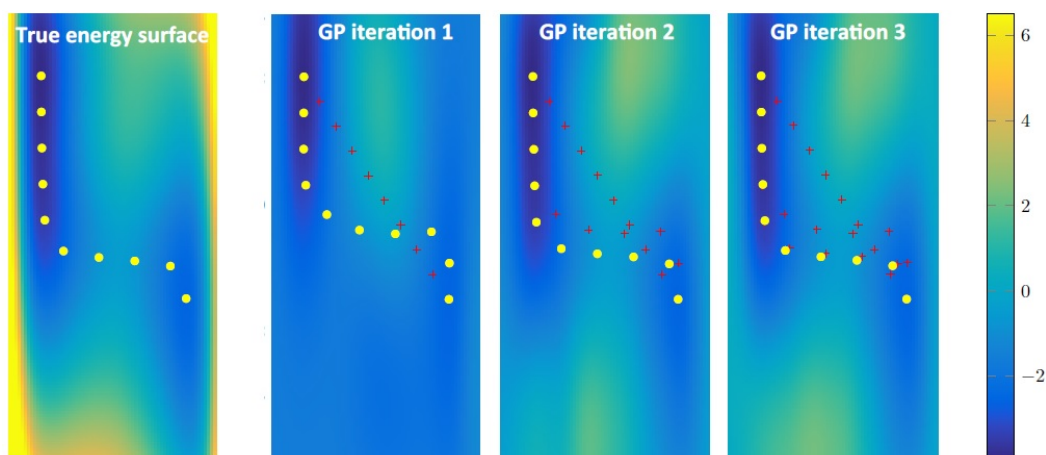 True energy surface
GP iteration 1
GP iteration 2
GP iteration 3
6
4
2
0
−2